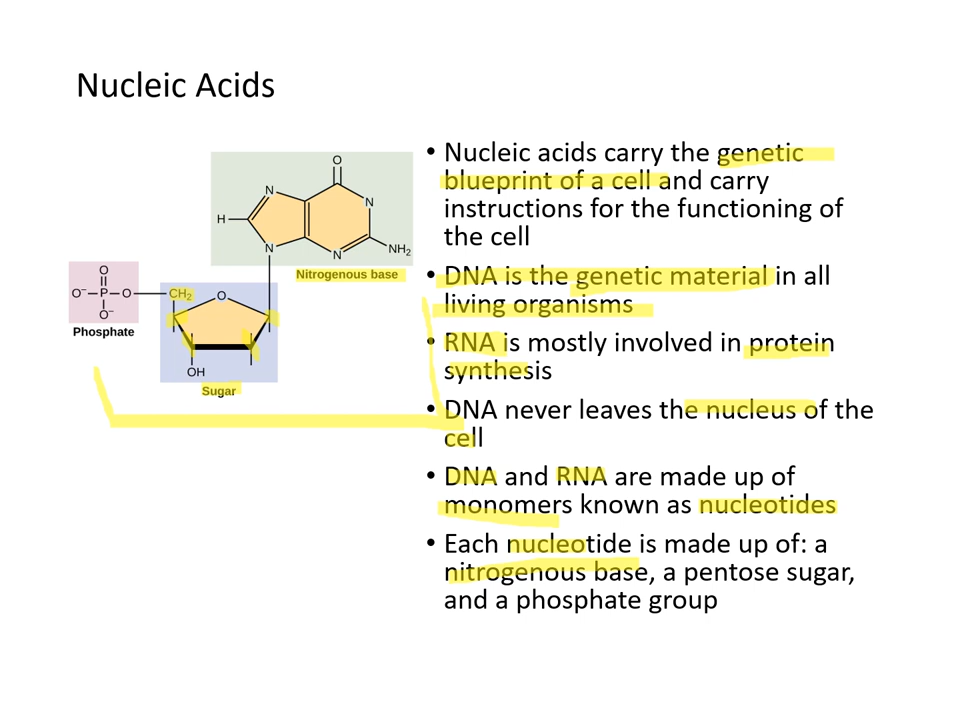 Nucleic Acids
O
N
N
H
N
N
NH₂
Nitrogenous base
O
O⁻ P O
O⁻
Phosphate
CH₂
O
OH
Sugar
• Nucleic acids carry the genetic
blueprint of a cell and carry
instructions for the functioning of
the cell
• DNA is the genetic material in all
living organisms
• RNA is mostly involved in protein
synthesis
• DNA never leaves the nucleus of the
cell
• DNA and RNA are made up of
monomers known as nucleotides
• Each nucleotide is made up of: a
nitrogenous base, a pentose sugar,
and a phosphate group